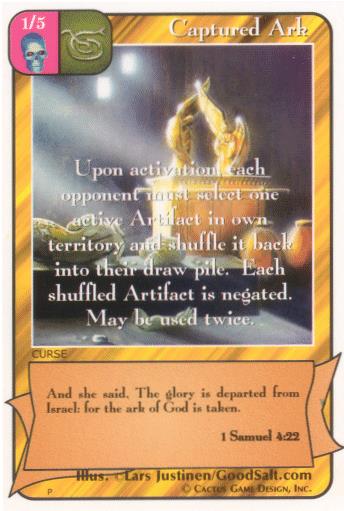 1/5
Captured Ark
Upon activation, each
opponent must select one
active Artifact in own
territory and shuffle it back
into their draw pile. Each
shuffled Artifact is negated.
May be used twice.
CURSE
And she said, The glory is departed from
Israel: for the ark of God is taken.
1 Samuel 4:22
Illus. ©Lars Justinen/GoodSalt.com
P © Cactus Game Design, Inc.